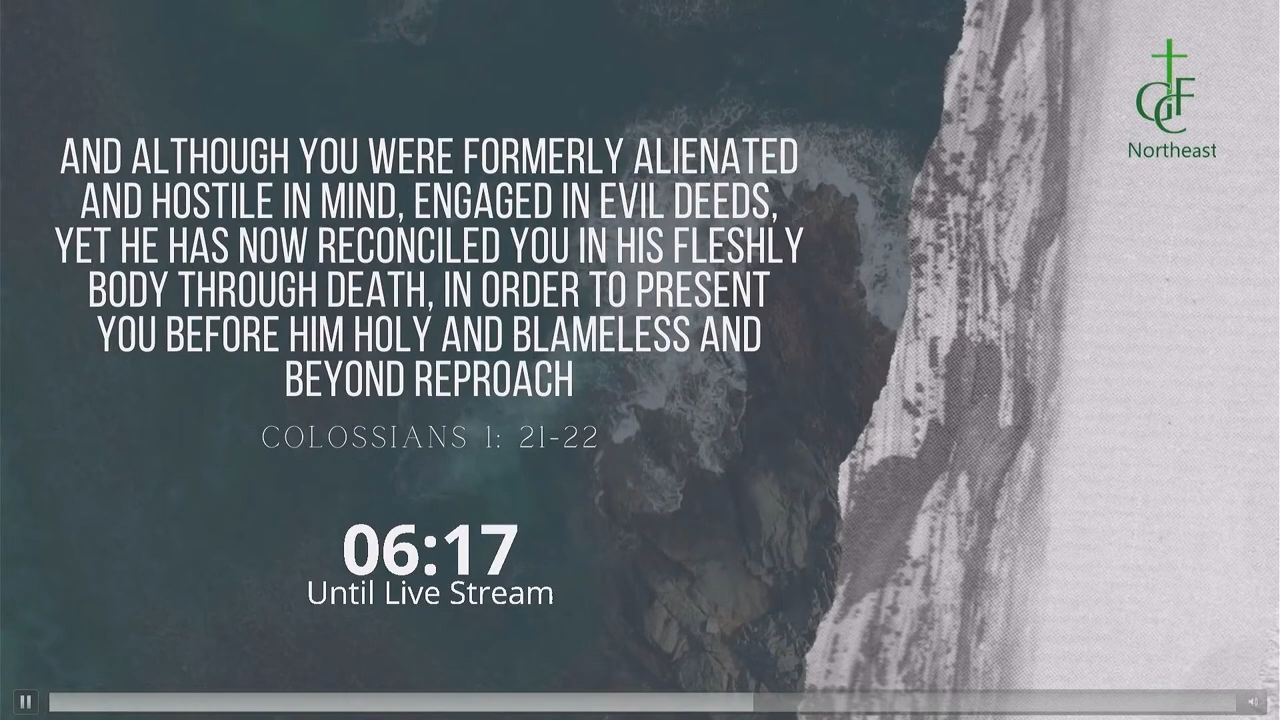 AND ALTHOUGH YOU WERE FORMERLY ALIENATED
AND HOSTILE IN MIND, ENGAGED IN EVIL DEEDS,
YET HE HAS NOW RECONCILED YOU IN HIS FLESHLY
BODY THROUGH DEATH, IN ORDER TO PRESENT
YOU BEFORE HIM HOLY AND BLAMELESS AND
BEYOND REPROACH
COLOSSIANS 1: 21-22
06:17
Until Live Stream
GCF
Northeast